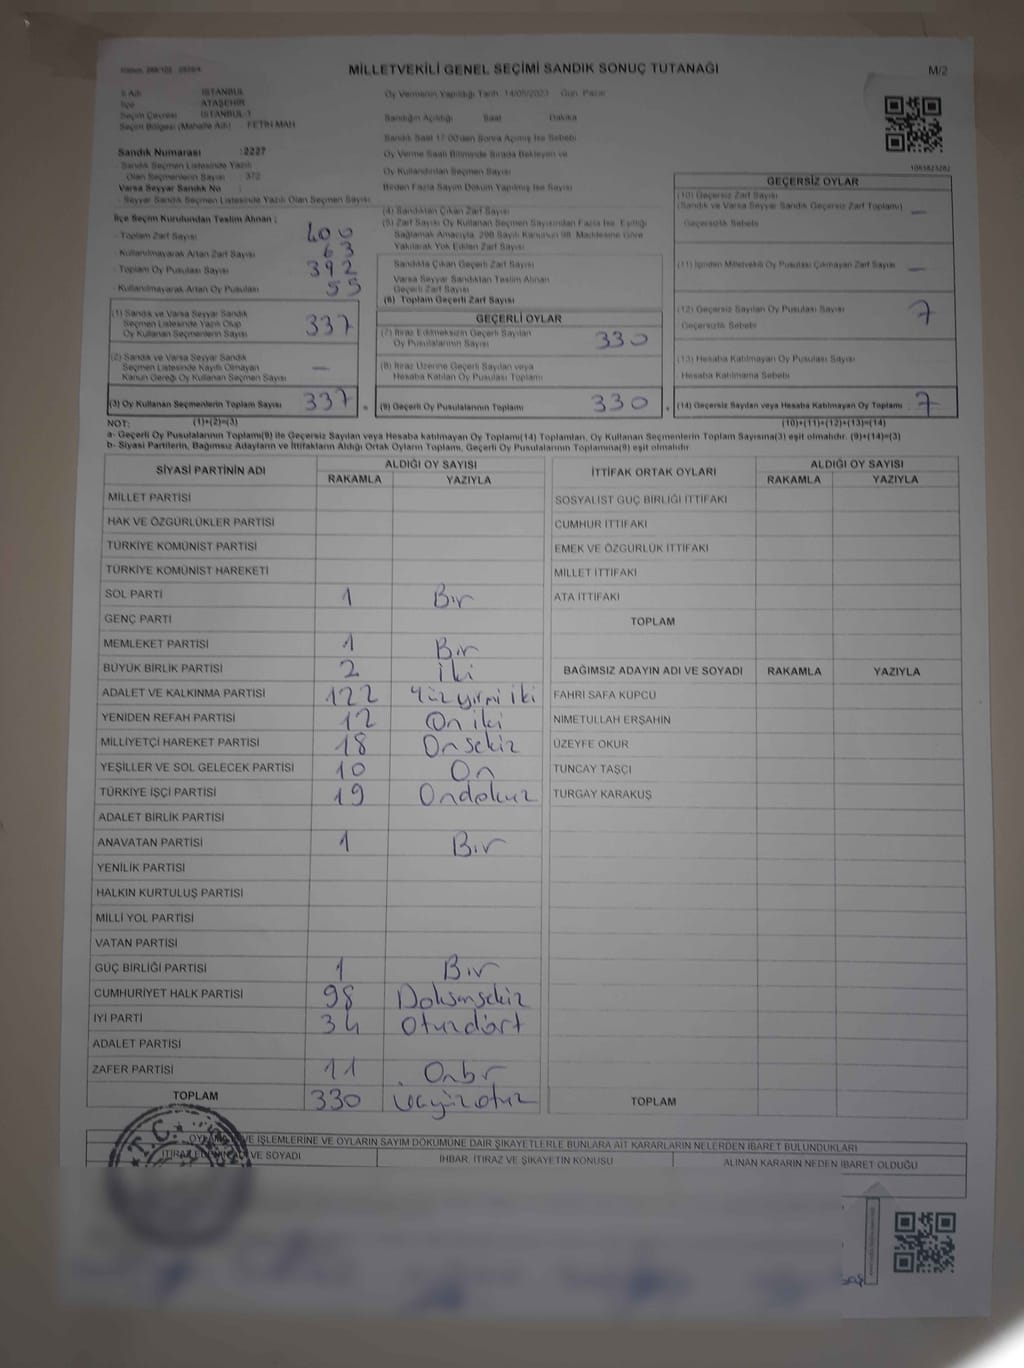 MİLLETVEKİLİ GENEL SEÇİMİ SANDIK SONUÇ TUTANAĞI
M/2
İli Adı İSTANBUL
İlçe ATAŞEHİR
Seçim Çevresi İSTANBUL-1
Seçim Bölgesi (Mahalle Adı) FETİH MAH
Sandık Numarası :2227
Sandık Seçmen Listesinde Yazılı
Olan Seçmenlerin Sayısı 372
Varsa Seyyar Sandık No :
Seyyar Sandık Seçmen Listesinde Yazılı Olan Seçmen Sayısı
Oy Vermenin Yapıldığı Tarih 14/05/2023 Gün Pazar
Sandığın Açıldığı Saat Dakika
Sandık Saat 17:00'den Sonra Açılmış İse Sebebi
Oy Verme Saati Bitiminde Sırada Bekleyen ve
Oy Kullandırılan Seçmen Sayısı
Birden Fazla Sayım Döküm Yapılmış İse Sayısı
1083823282
İlçe Seçim Kurulundan Teslim Alınan ;
- Toplam Zarf Sayısı 400
- Kullanılmayarak Artan Zarf Sayısı 63
- Toplam Oy Pusulası Sayısı 392
- Kullanılmayarak Artan Oy Pusulası 55
(1) Sandık ve Varsa Seyyar Sandık
Seçmen Listesinde Yazılı Olup
Oy Kullanan Seçmenlerin Sayısı 337
(2) Sandık ve Varsa Seyyar Sandık
Seçmen Listesinde Kayıtlı Olmayan
Kanun Gereği Oy Kullanan Seçmen Sayısı —
(3) Oy Kullanan Seçmenlerin Toplam Sayısı 337
(4) Sandıktan Çıkan Zarf Sayısı
(5) Zarf Sayısı Oy Kullanan Seçmen Sayısından Fazla İse, Eşitliği
Sağlamak Amacıyla, 298 Sayılı Kanunun 98. Maddesine Göre
Yakılarak Yok Edilen Zarf Sayısı
Sandıkta Çıkan Geçerli Zarf Sayısı
Varsa Seyyar Sandıktan Teslim Alınan
Geçerli Zarf Sayısı
(6) Toplam Geçerli Zarf Sayısı
GEÇERLİ OYLAR
(7) İtiraz Edilmeksizin Geçerli Sayılan
Oy Pusulalarının Sayısı 330
(8) İtiraz Üzerine Geçerli Sayılan veya
Hesaba Katılan Oy Pusulası Toplamı
= (9) Geçerli Oy Pusulalarının Toplamı 330
GEÇERSİZ OYLAR
(10) Geçersiz Zarf Sayısı
(Sandık ve Varsa Seyyar Sandık Geçersiz Zarf Toplamı) —
Geçersizlik Sebebi
(11) İçinden Milletvekili Oy Pusulası Çıkmayan Zarf Sayısı —
(12) Geçersiz Sayılan Oy Pusulası Sayısı 7
Geçersizlik Sebebi
(13) Hesaba Katılmayan Oy Pusulası Sayısı
Hesaba Katılmama Sebebi
+ (14) Geçersiz Sayılan veya Hesaba Katılmayan Oy Toplamı 7
NOT: (1)+(2)=(3) (10)+(11)+(12)+(13)=(14)
a- Geçerli Oy Pusulalarının Toplamı(9) ile Geçersiz Sayılan veya Hesaba katılmayan Oy Toplamı(14) Toplamları, Oy Kullanan Seçmenlerin Toplam Sayısına(3) eşit olmalıdır. (9)+(14)=(3)
b- Siyasi Partilerin, Bağımsız Adayların ve İttifakların Aldığı Ortak Oyların Toplamı, Geçerli Oy Pusulalarının Toplamına(9) eşit olmalıdır.
SİYASİ PARTİNİN ADI ALDIĞI OY SAYISI
RAKAMLA YAZIYLA
MİLLET PARTİSİ
HAK VE ÖZGÜRLÜKLER PARTİSİ
TÜRKİYE KOMÜNİST PARTİSİ
TÜRKİYE KOMÜNİST HAREKETİ
SOL PARTİ 1 Bir
GENÇ PARTİ
MEMLEKET PARTİSİ 1 Bir
BÜYÜK BİRLİK PARTİSİ 2 İki
ADALET VE KALKINMA PARTİSİ 122 Yüz yirmi iki
YENİDEN REFAH PARTİSİ 12 On iki
MİLLİYETÇİ HAREKET PARTİSİ 18 On sekiz
YEŞİLLER VE SOL GELECEK PARTİSİ 10 On
TÜRKİYE İŞÇİ PARTİSİ 19 Ondokuz
ADALET BİRLİK PARTİSİ
ANAVATAN PARTİSİ 1 Bir
YENİLİK PARTİSİ
HALKIN KURTULUŞ PARTİSİ
MİLLİ YOL PARTİSİ
VATAN PARTİSİ
GÜÇ BİRLİĞİ PARTİSİ 1 Bir
CUMHURİYET HALK PARTİSİ 98 Doksansekiz
İYİ PARTİ 34 Otuzdört
ADALET PARTİSİ
ZAFER PARTİSİ 11 Onbir
TOPLAM 330 Üçyüzotuz
İTTİFAK ORTAK OYLARI ALDIĞI OY SAYISI
RAKAMLA YAZIYLA
SOSYALİST GÜÇ BİRLİĞİ İTTİFAKI
CUMHUR İTTİFAKI
EMEK VE ÖZGÜRLÜK İTTİFAKI
MİLLET İTTİFAKI
ATA İTTİFAKI
TOPLAM
BAĞIMSIZ ADAYIN ADI VE SOYADI RAKAMLA YAZIYLA
FAHRİ SAFA KÜPCÜ
NİMETULLAH ERŞAHİN
ÜZEYFE OKUR
TUNCAY TAŞÇI
TURGAY KARAKUŞ
TOPLAM
T.C.
VE İŞLEMLERİNE VE OYLARIN SAYIM DÖKÜMÜNE DAİR ŞİKAYETLERLE BUNLARA AİT KARARLARIN NELERDEN İBARET BULUNDUKLARI
VE SOYADI İHBAR, İTİRAZ VE ŞİKAYETİN KONUSU ALINAN KARARIN NEDEN İBARET OLDUĞU